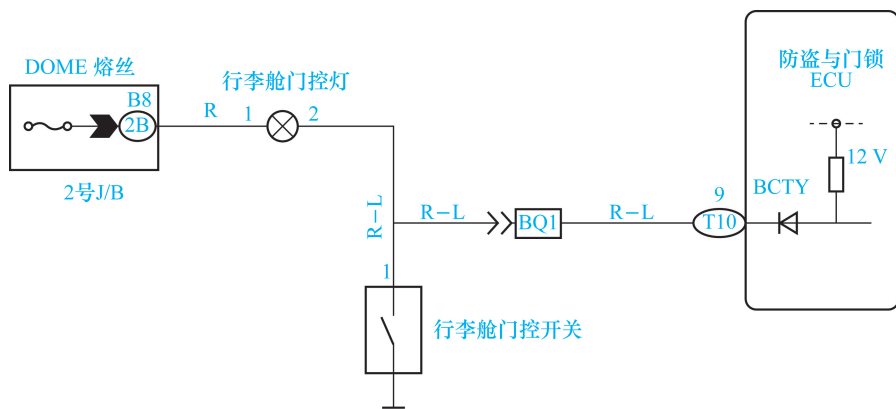 DOME 熔丝
B8
2B
2号J/B
R
行李舱门控灯
1
2
R-L
R-L
BQ1
R-L
9
T10
BCTY
防盗与门锁
ECU
12 V
1
行李舱门控开关